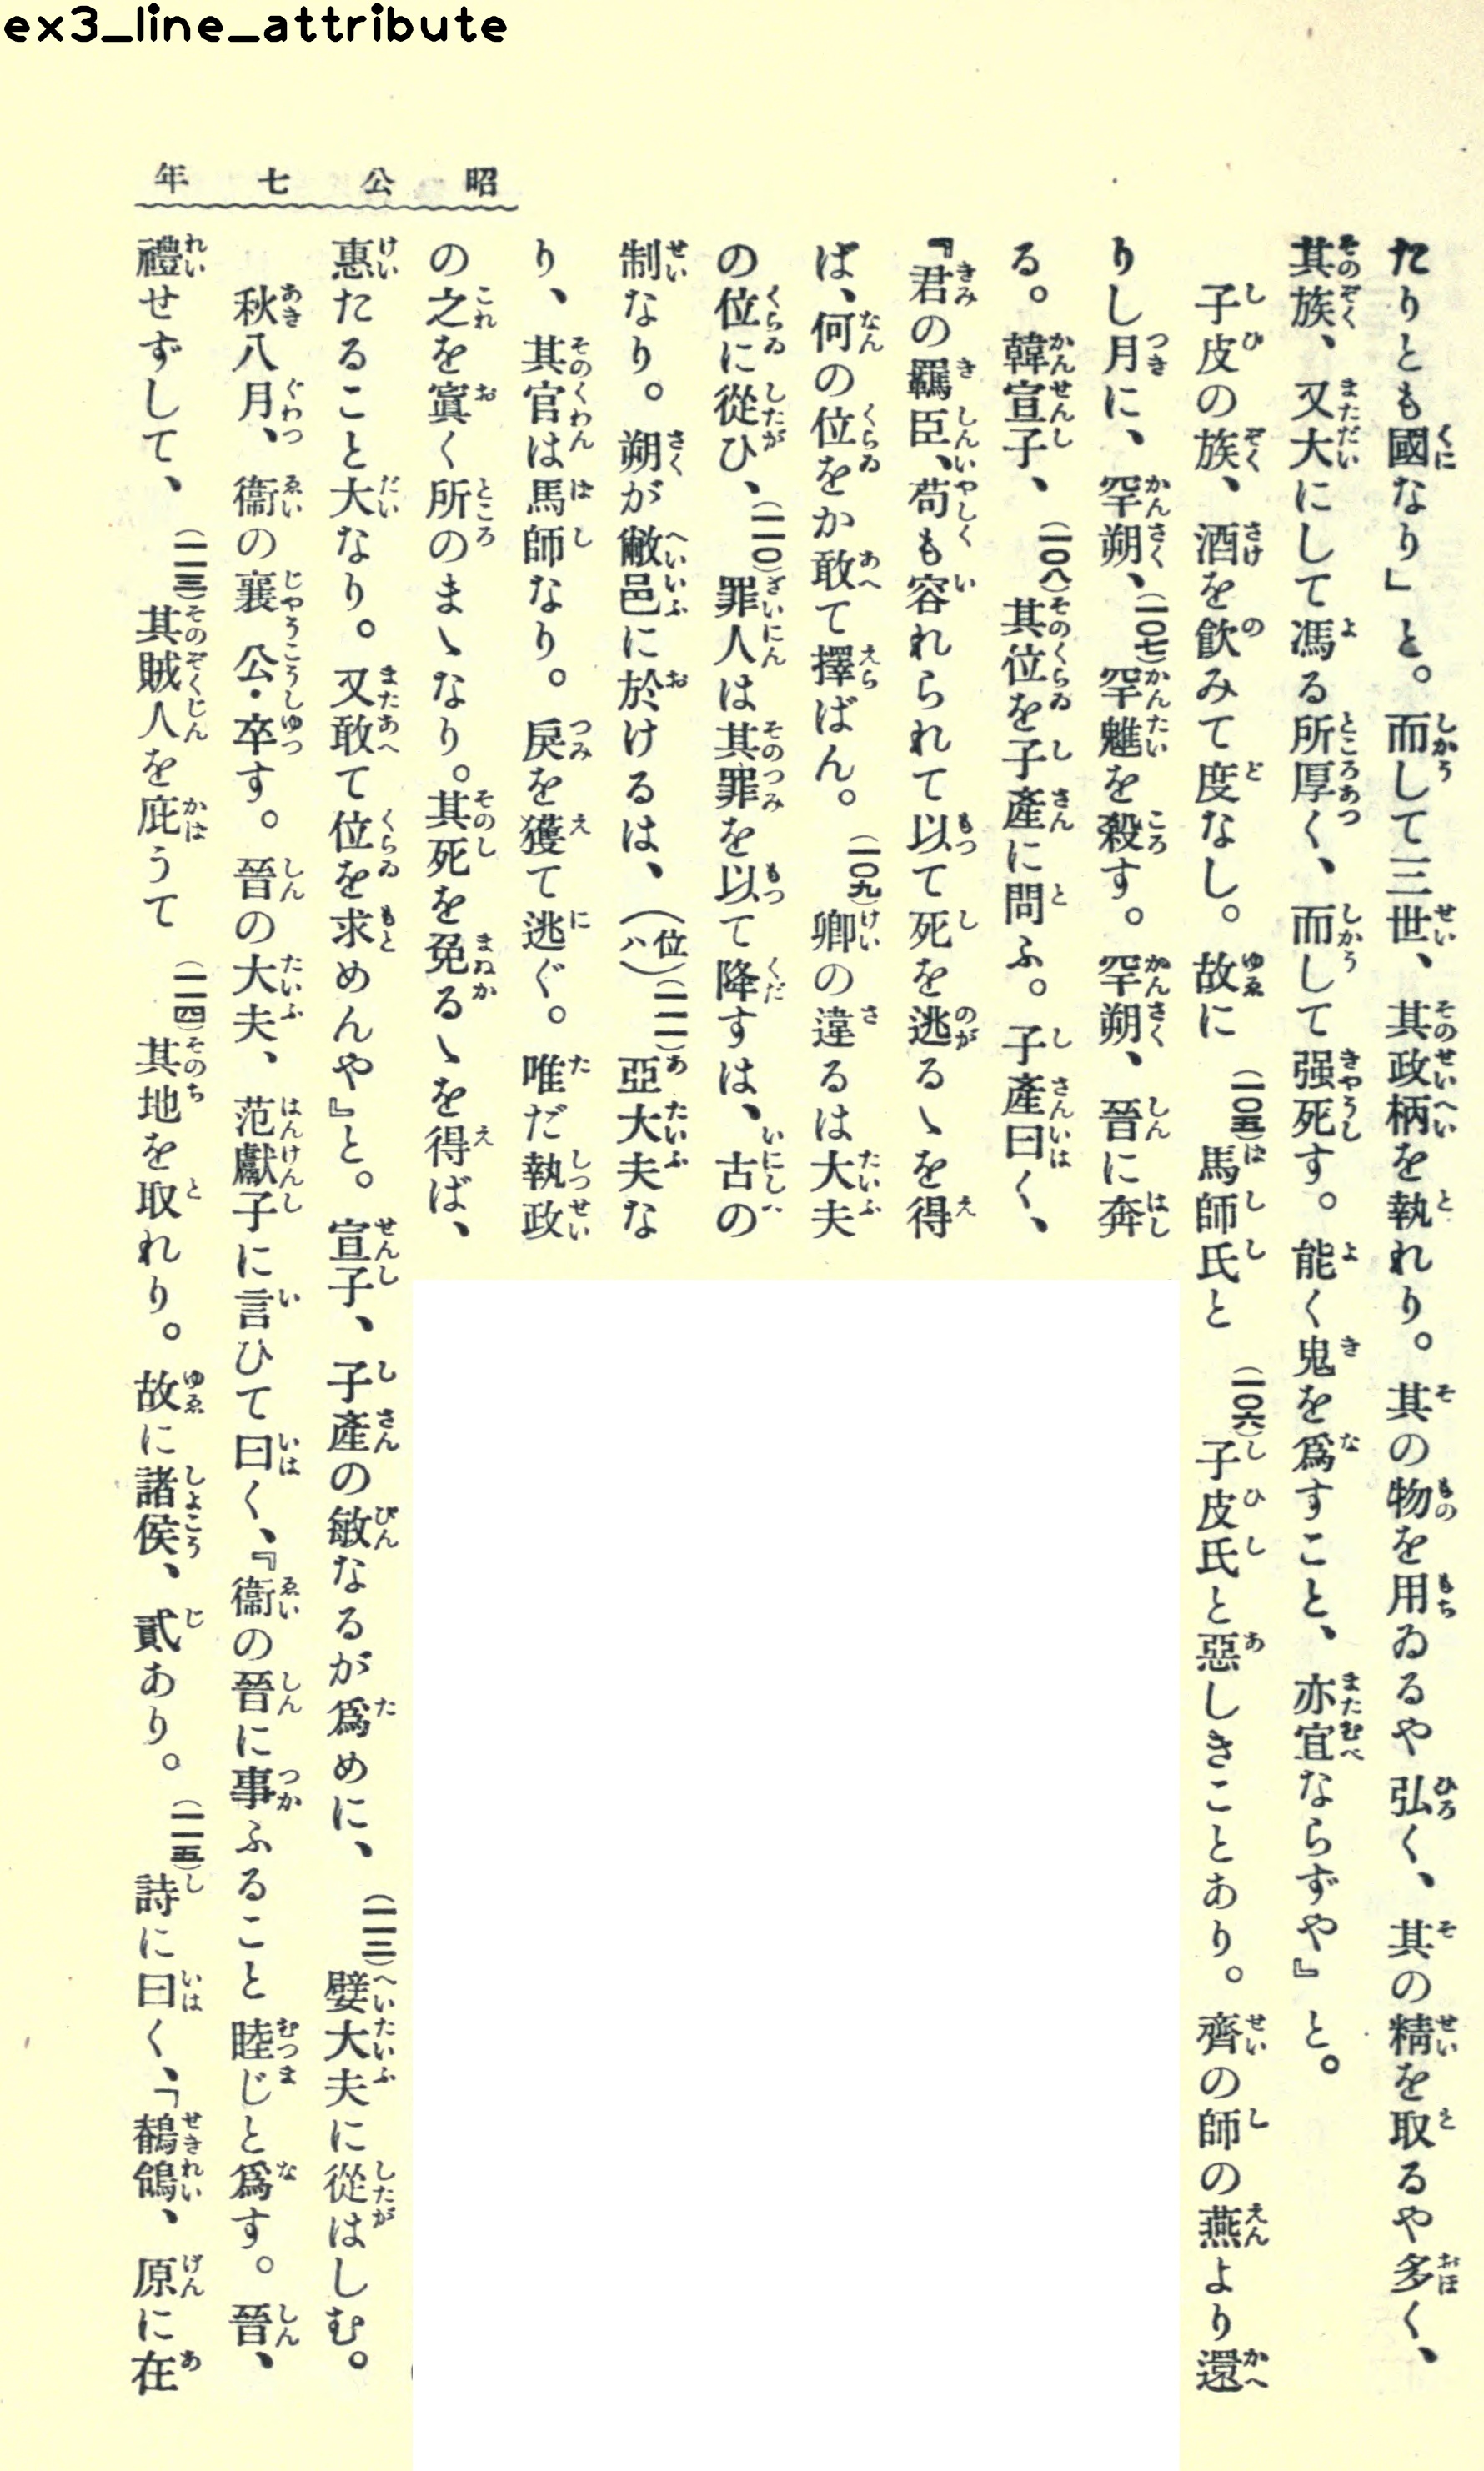 ex3_line_attribute
昭公七年
たりとも國なり」と。而して三世、其政柄を執れり。其の物を用ゐるや弘く、其の精を取るや多く、
其族、又大にして馮る所厚く、而して强死す。能く鬼を爲すこと、亦宜ならずや』と。
子皮の族、酒を飮みて度なし。故に(一〇五)馬師氏と(一〇六)子皮氏と惡しきことあり。齊の師の燕より還
りし月に、罕朔、(一〇七)罕魋を殺す。罕朔、晉に奔
る。韓宣子、(一〇八)其位を子產に問ふ。子產曰く、
『君の羈臣、苟も容れられて以て死を逃るゝを得
ば、何の位をか敢て擇ばん。(一〇九)卿の違るは大夫
の位に從ひ、(一一〇)罪人は其罪を以て降すは、古の
制なり。朔が敝邑に於けるは、(位ハ)(一一一)亞大夫な
り、其官は馬師なり。戾を獲て逃ぐ。唯だ執政
の之を寘く所のまゝなり。其死を免るゝを得ば、
惠たること大なり。又敢て位を求めんや』と。宣子、子產の敏なるが爲めに、(一一二)嬖大夫に從はしむ。
秋八月、衞の襄公・卒す。晉の大夫、范獻子に言ひて曰く、『衞の晉に事ふること睦じと爲す。晉、
禮せずして、(一一三)其賊人を庇うて(一一四)其地を取れり。故に諸侯、貳あり。(一一五)詩に曰く、「鶺鴒、原に在